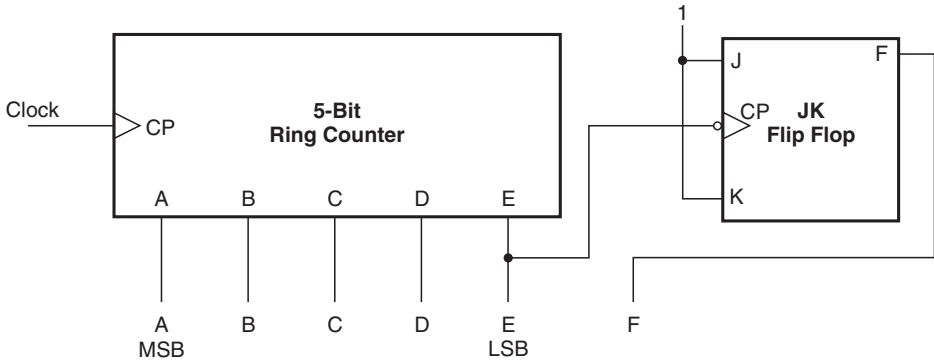 1
J
F
Clock
CP
5-Bit
Ring Counter
CP
JK
Flip Flop
K
A B C D E
A B C D E F
MSB LSB